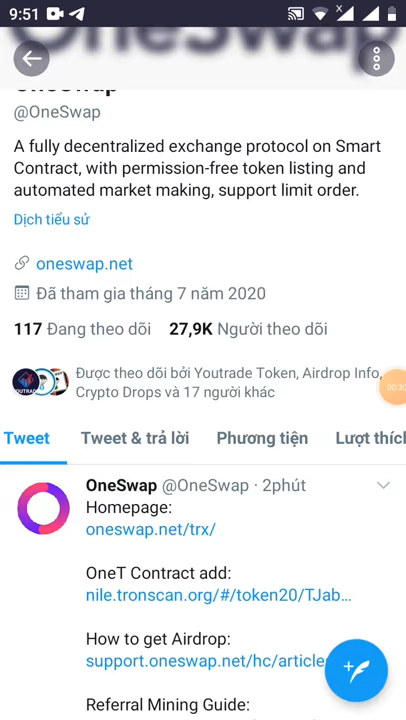 9:51
OneSwap
@OneSwap
A fully decentralized exchange protocol on Smart
Contract, with permission-free token listing and
automated market making, support limit order.
Dịch tiểu sử
oneswap.net
Đã tham gia tháng 7 năm 2020
117 Đang theo dõi 27,9K Người theo dõi
Được theo dõi bởi Youtrade Token, Airdrop Info,
Crypto Drops và 17 người khác
00:30
Tweet Tweet & trả lời Phương tiện Lượt thích
OneSwap @OneSwap · 2phút
Homepage:
oneswap.net/trx/
OneT Contract add:
nile.tronscan.org/#/token20/TJab…
How to get Airdrop:
support.oneswap.net/hc/article
Referral Mining Guide: